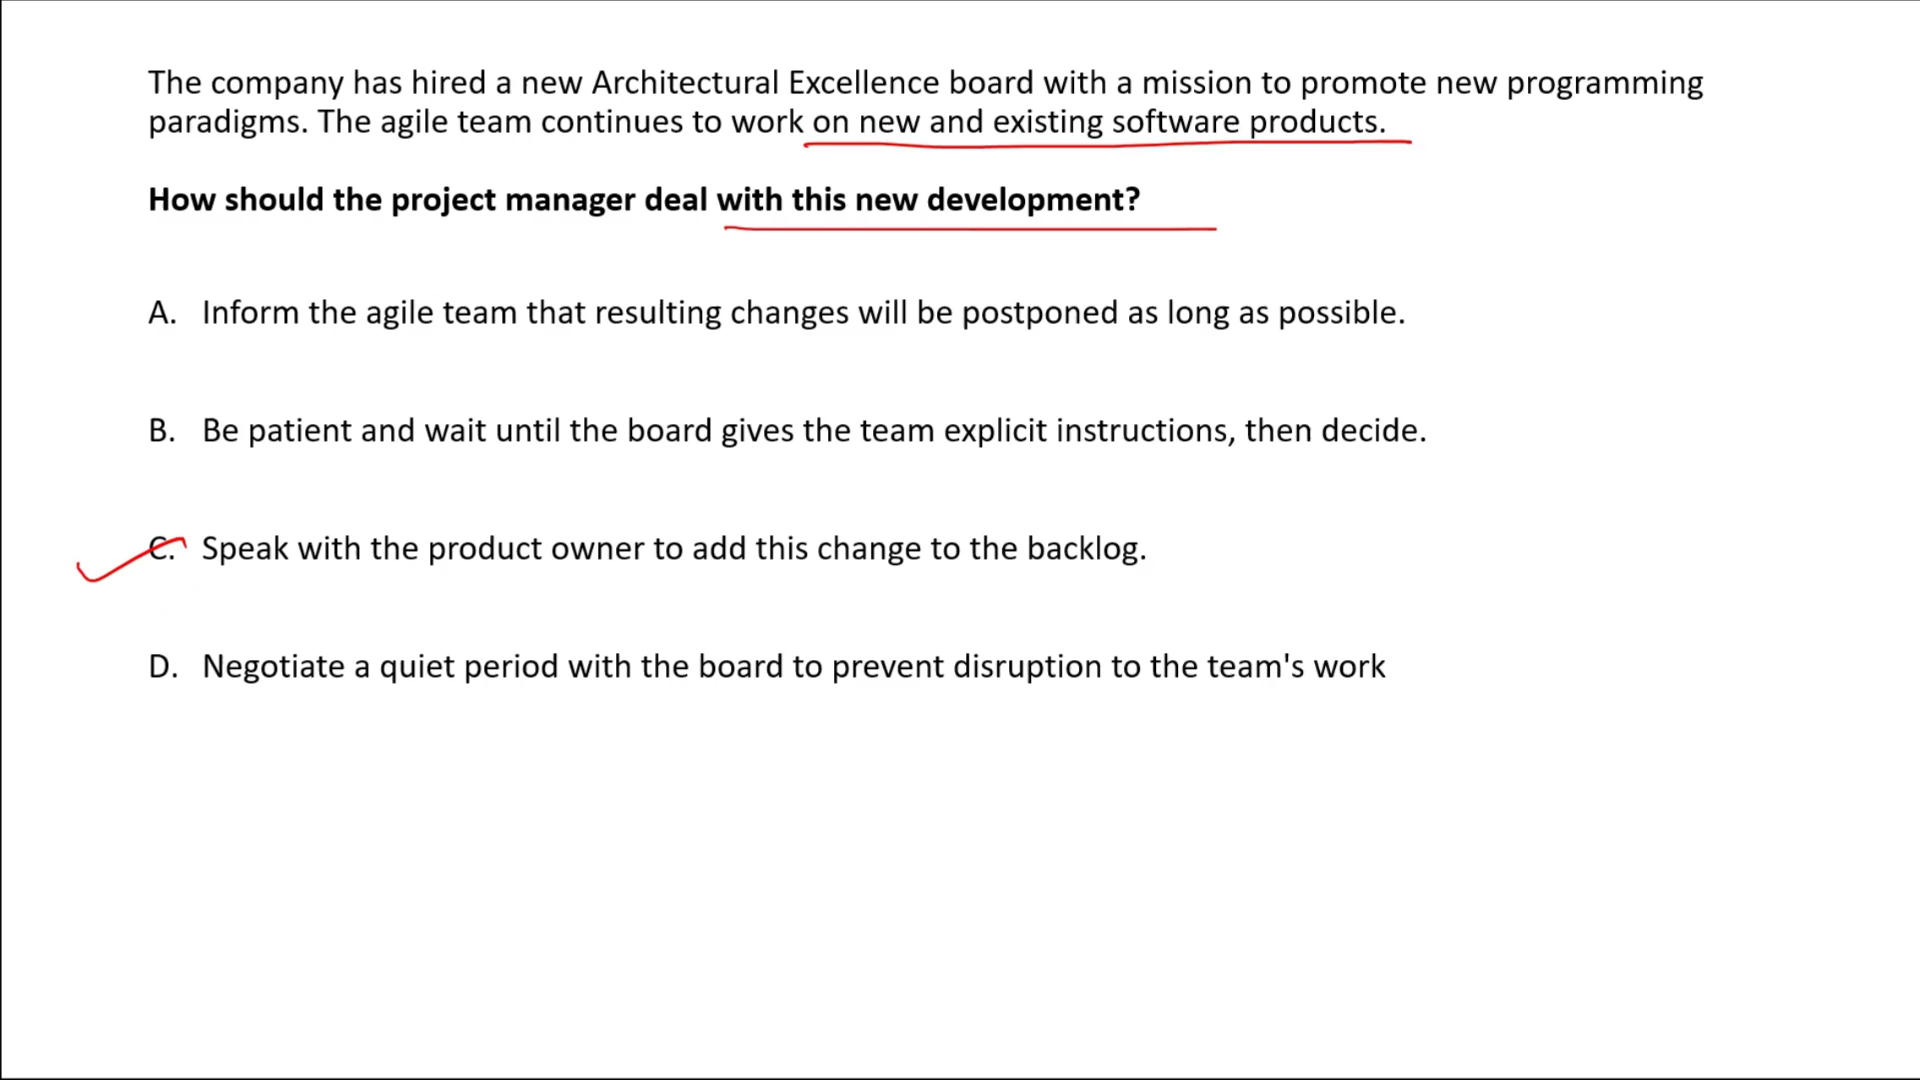 The company has hired a new Architectural Excellence board with a mission to promote new programming
paradigms. The agile team continues to work on new and existing software products.
How should the project manager deal with this new development?
A. Inform the agile team that resulting changes will be postponed as long as possible.
B. Be patient and wait until the board gives the team explicit instructions, then decide.
C. Speak with the product owner to add this change to the backlog.
D. Negotiate a quiet period with the board to prevent disruption to the team's work